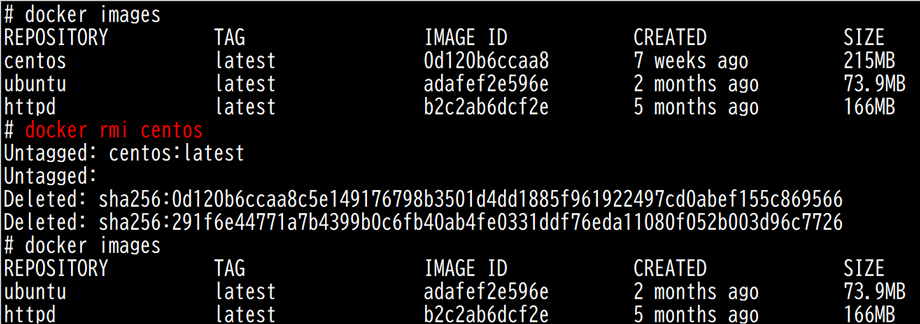 # docker images
REPOSITORY TAG IMAGE ID CREATED SIZE
centos latest 0d120b6ccaa8 7 weeks ago 215MB
ubuntu latest adafef2e596e 2 months ago 73.9MB
httpd latest b2c2ab6dcf2e 5 months ago 166MB
# docker rmi centos
Untagged: centos:latest
Untagged:
Deleted: sha256:0d120b6ccaa8c5e149176798b3501d4dd1885f961922497cd0abef155c869566
Deleted: sha256:291f6e44771a7b4399b0c6fb40ab4fe0331ddf76eda11080f052b003d96c7726
# docker images
REPOSITORY TAG IMAGE ID CREATED SIZE
ubuntu latest adafef2e596e 2 months ago 73.9MB
httpd latest b2c2ab6dcf2e 5 months ago 166MB